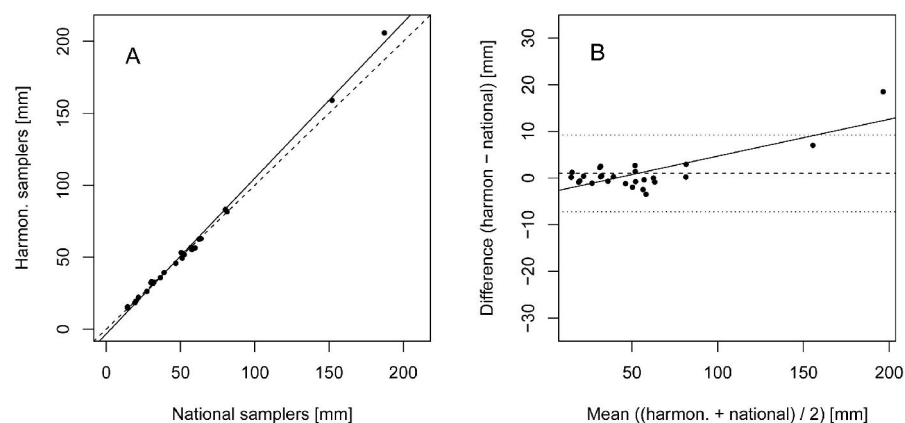 A
Harmon. samplers [mm]
200
150
100
50
0
0 50 100 150 200
National samplers [mm]
B
Difference (harmon − national) [mm]
30
20
10
0
−10
−20
−30
50 100 150 200
Mean ((harmon. + national) / 2) [mm]